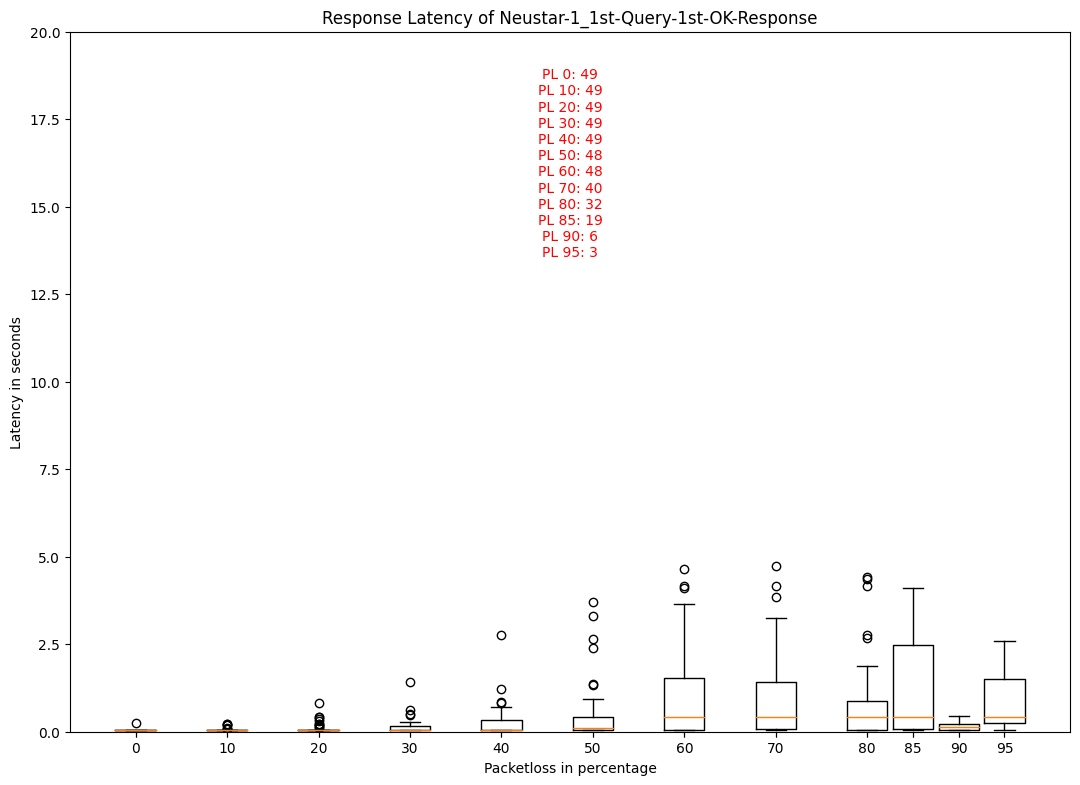 Response Latency of Neustar-1_1st-Query-1st-OK-Response
20.0
17.5
15.0
12.5
10.0
7.5
5.0
2.5
0.0
Latency in seconds
PL 0: 49
PL 10: 49
PL 20: 49
PL 30: 49
PL 40: 49
PL 50: 48
PL 60: 48
PL 70: 40
PL 80: 32
PL 85: 19
PL 90: 6
PL 95: 3
0 10 20 30 40 50 60 70 80 85 90 95
Packetloss in percentage